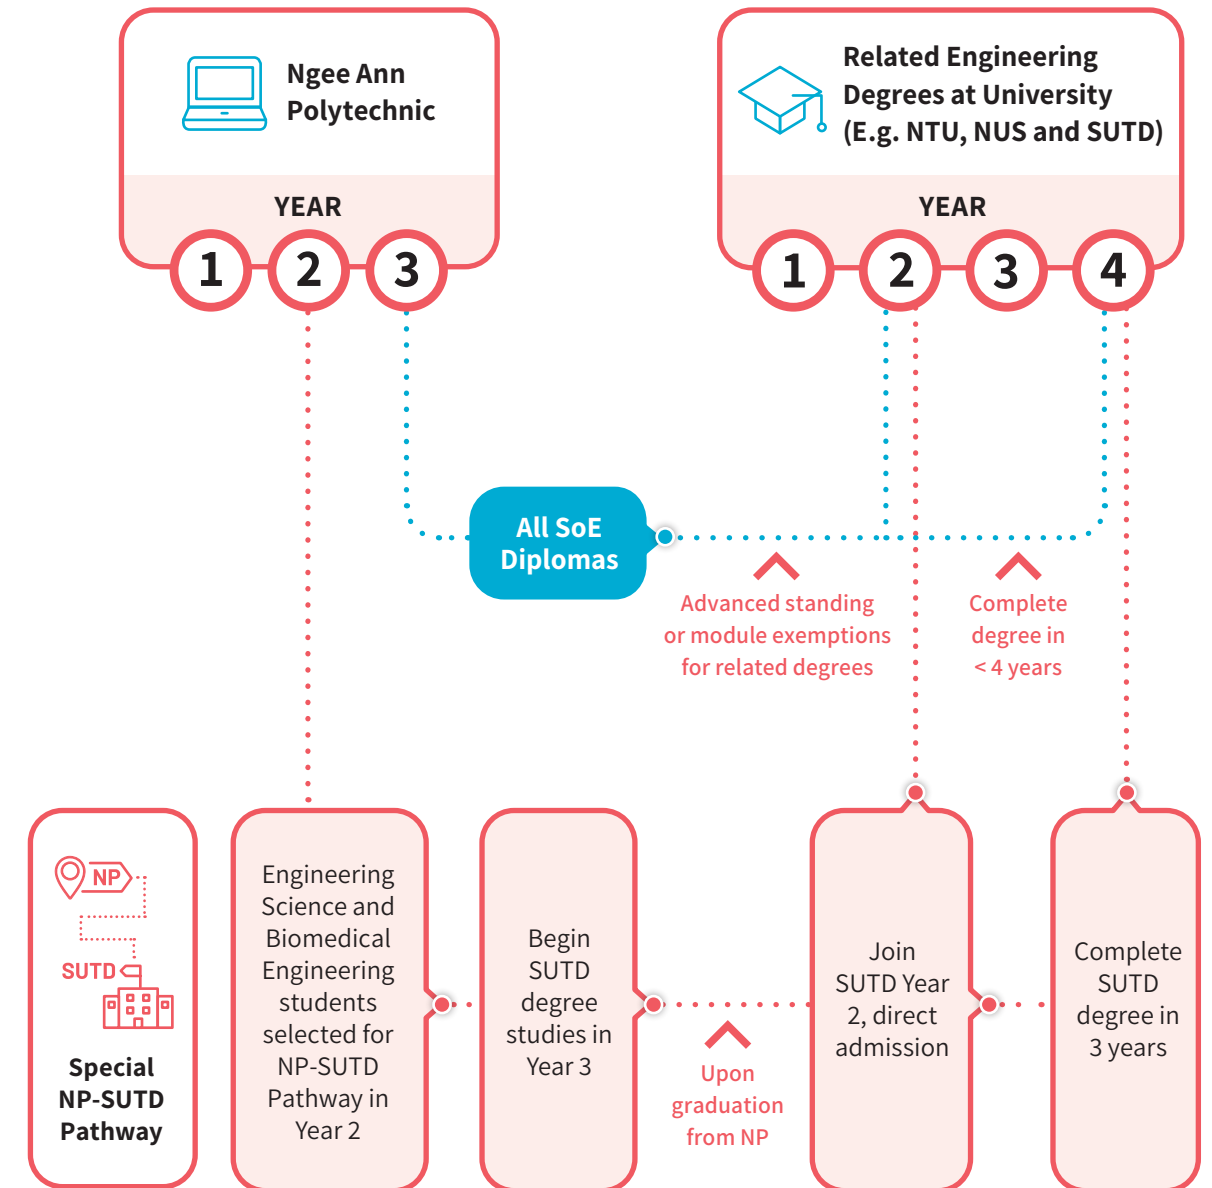 Ngee Ann
Polytechnic
YEAR
1
2
3
Related Engineering
Degrees at University
(E.g. NTU, NUS and SUTD)
YEAR
1
2
3
4
All SoE
Diplomas
Advanced standing
or module exemptions
for related degrees
Complete
degree in
< 4 years
NP
SUTD
Special
NP-SUTD
Pathway
Engineering
Science and
Biomedical
Engineering
students
selected for
NP-SUTD
Pathway in
Year 2
Begin
SUTD
degree
studies in
Year 3
Upon
graduation
from NP
Join
SUTD Year
2, direct
admission
Complete
SUTD
degree in
3 years